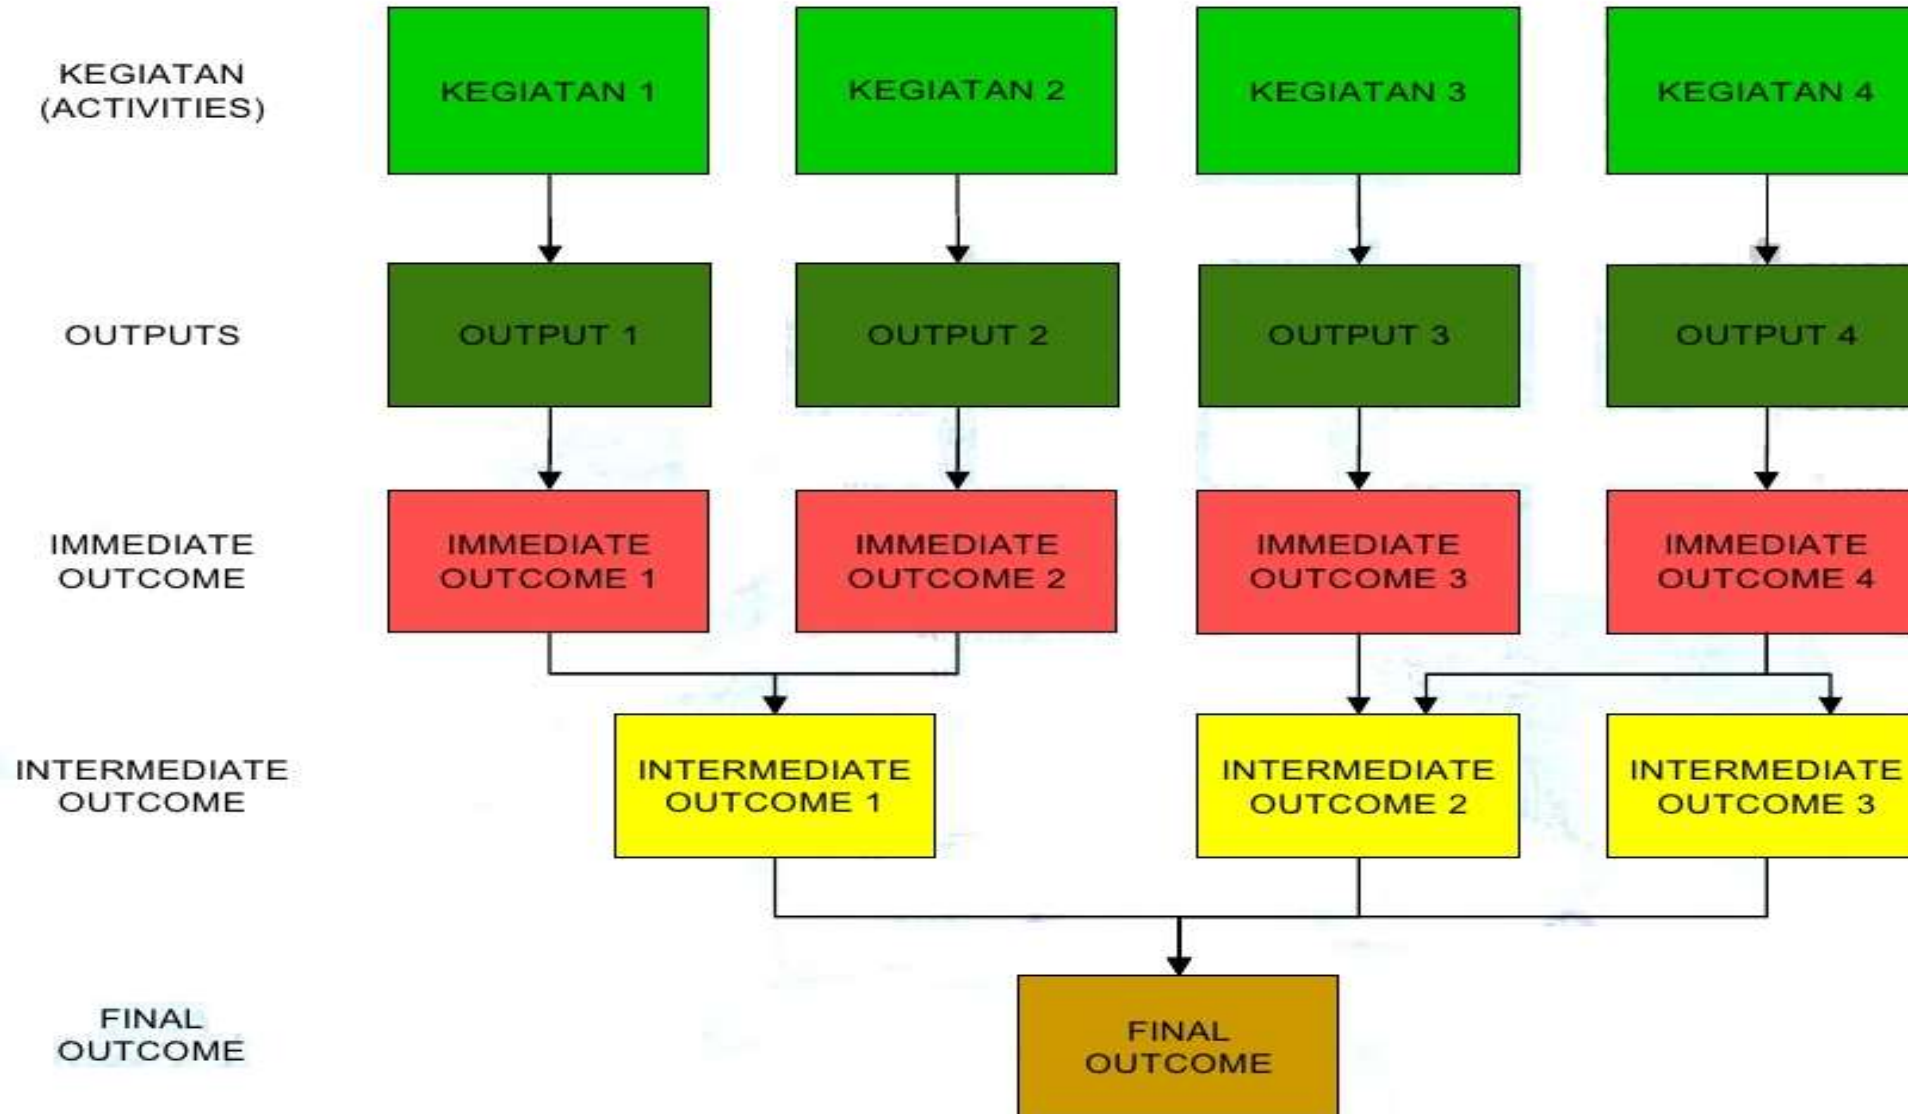 KEGIATAN
(ACTIVITIES)
KEGIATAN 1
KEGIATAN 2
KEGIATAN 3
KEGIATAN 4
OUTPUTS
OUTPUT 1
OUTPUT 2
OUTPUT 3
OUTPUT 4
IMMEDIATE
OUTCOME
IMMEDIATE
OUTCOME 1
IMMEDIATE
OUTCOME 2
IMMEDIATE
OUTCOME 3
IMMEDIATE
OUTCOME 4
INTERMEDIATE
OUTCOME
INTERMEDIATE
OUTCOME 1
INTERMEDIATE
OUTCOME 2
INTERMEDIATE
OUTCOME 3
FINAL
OUTCOME
FINAL
OUTCOME